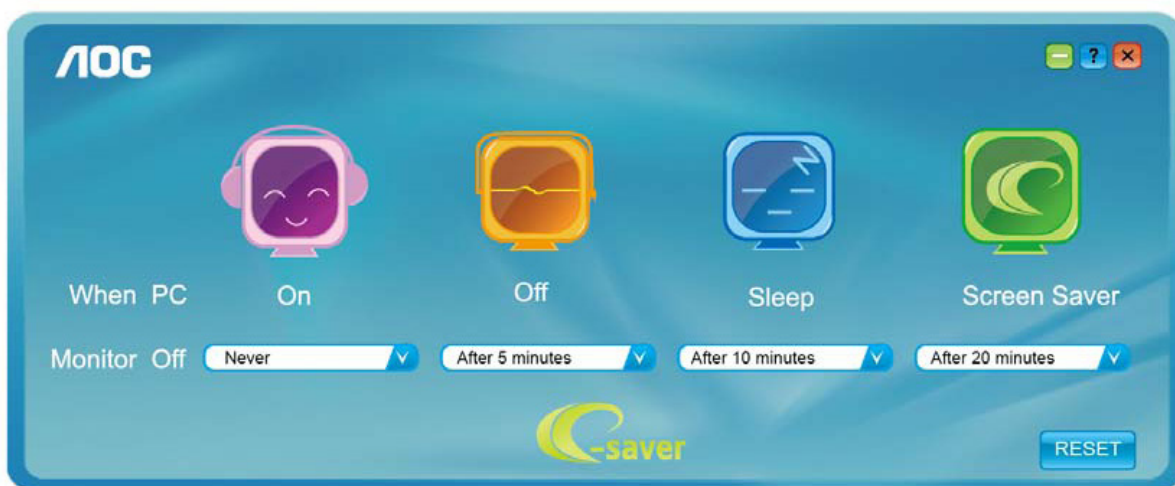 AOC
?
When PC On Off Sleep Screen Saver
Monitor Off Never After 5 minutes After 10 minutes After 20 minutes
e-saver
RESET